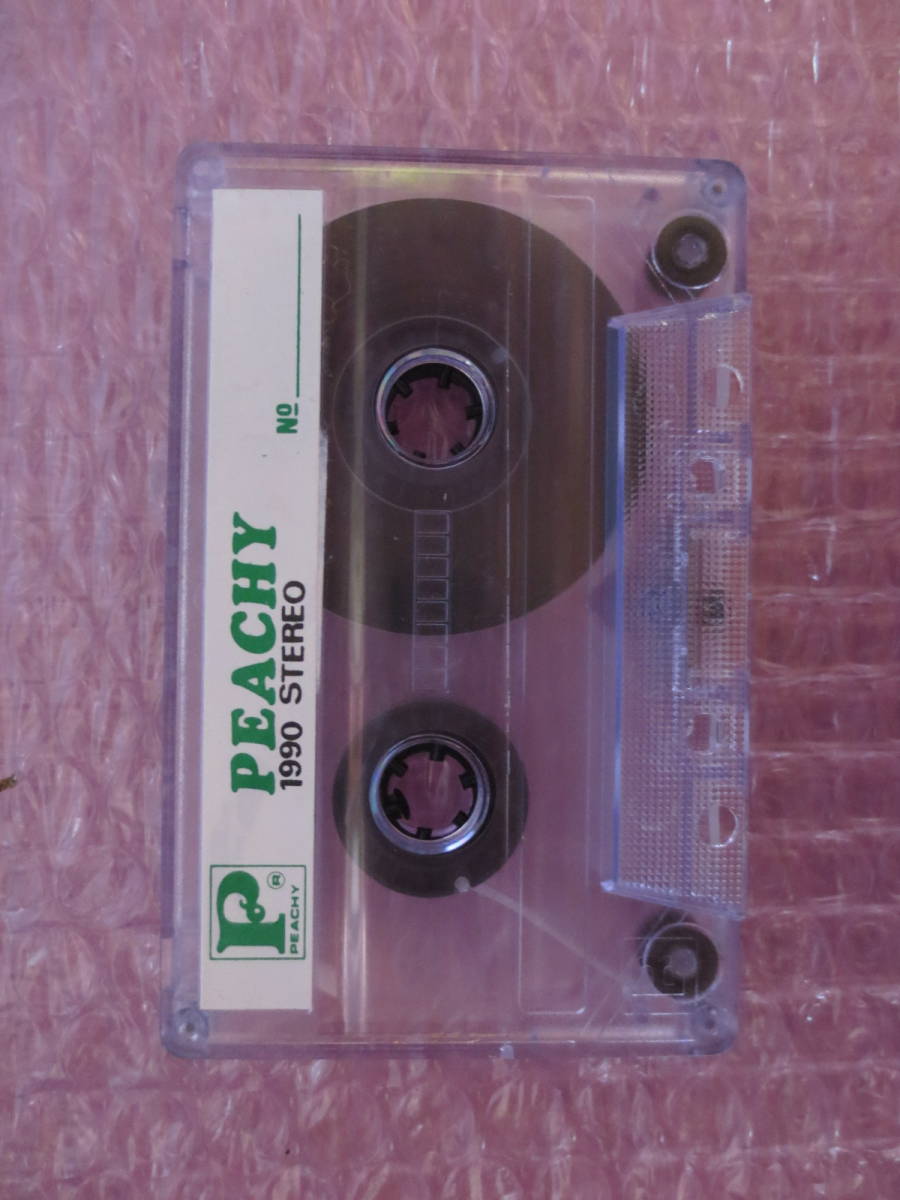 P
®
PEACHY
PEACHY
1990 STEREO
Nº